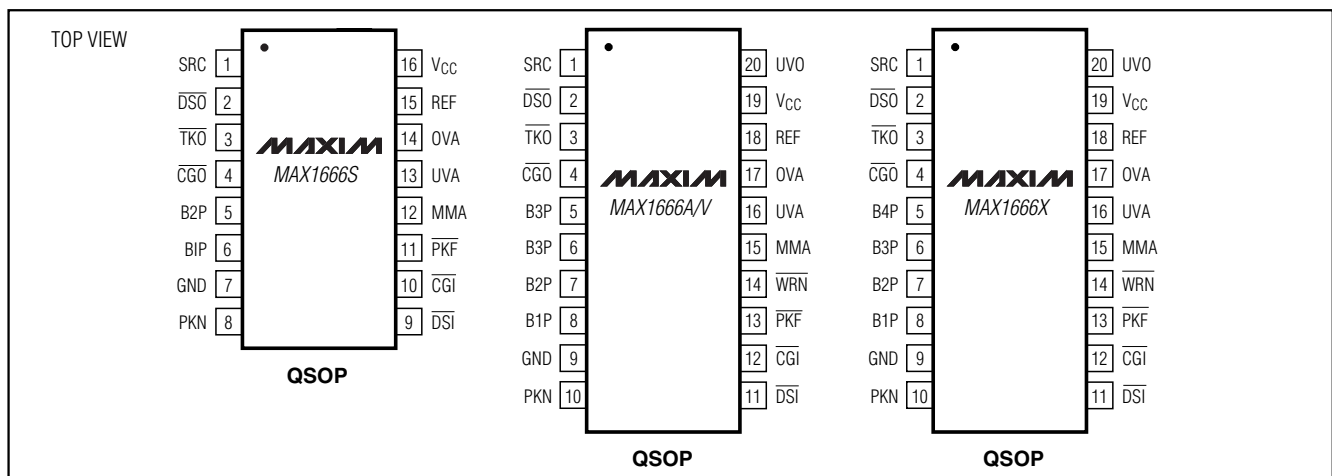 TOP VIEW
SRC 1
DSO 2
TKO 3
CGO 4
B2P 5
BIP 6
GND 7
PKN 8
16 VCC
15 REF
14 OVA
13 UVA
12 MMA
11 PKF
10 CGI
9 DSI
MAXIM
MAX1666S
QSOP
SRC 1
DSO 2
TKO 3
CGO 4
B3P 5
B3P 6
B2P 7
B1P 8
GND 9
PKN 10
20 UVO
19 VCC
18 REF
17 OVA
16 UVA
15 MMA
14 WRN
13 PKF
12 CGI
11 DSI
MAXIM
MAX1666A/V
QSOP
SRC 1
DSO 2
TKO 3
CGO 4
B4P 5
B3P 6
B2P 7
B1P 8
GND 9
PKN 10
20 UVO
19 VCC
18 REF
17 OVA
16 UVA
15 MMA
14 WRN
13 PKF
12 CGI
11 DSI
MAXIM
MAX1666X
QSOP